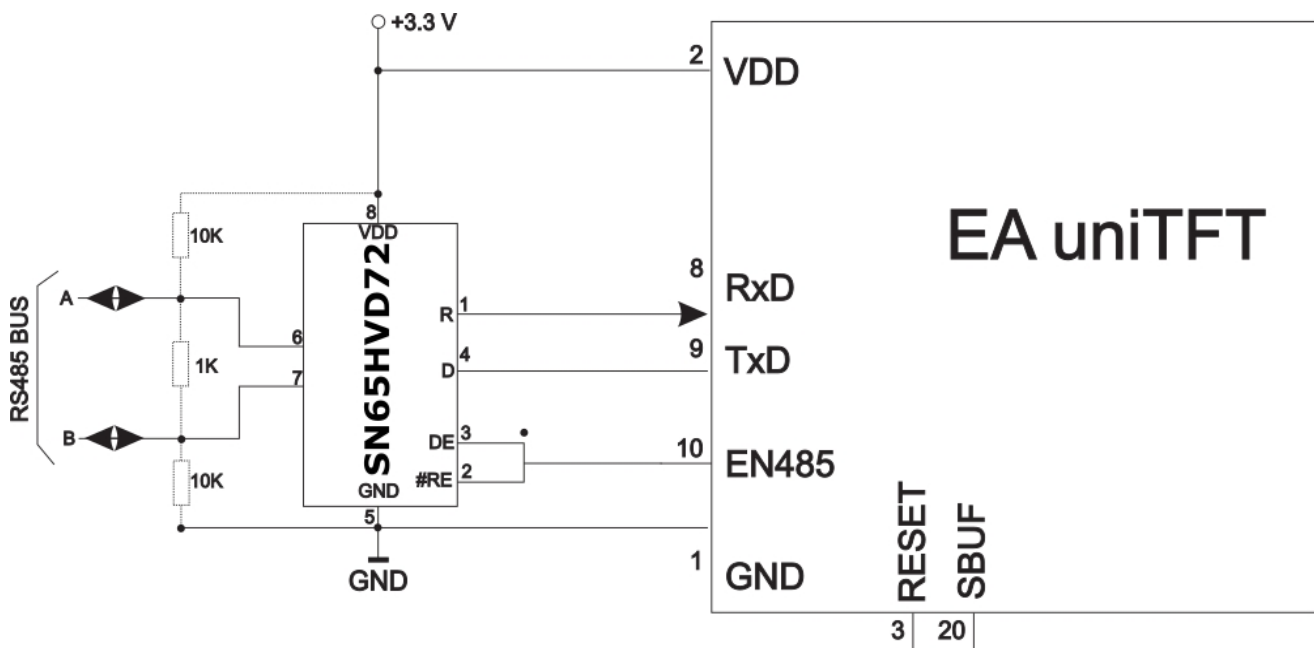 +3.3 V
2
VDD
8
VDD
10K
EA uniTFT
8
RxD
A
R
1
6
RS485 BUS
1K
SN65HVD72
9
TxD
4
D
7
B
DE
3
10
EN485
#RE
2
10K
GND
5
1
GND
GND
RESET
SBUF
3
20